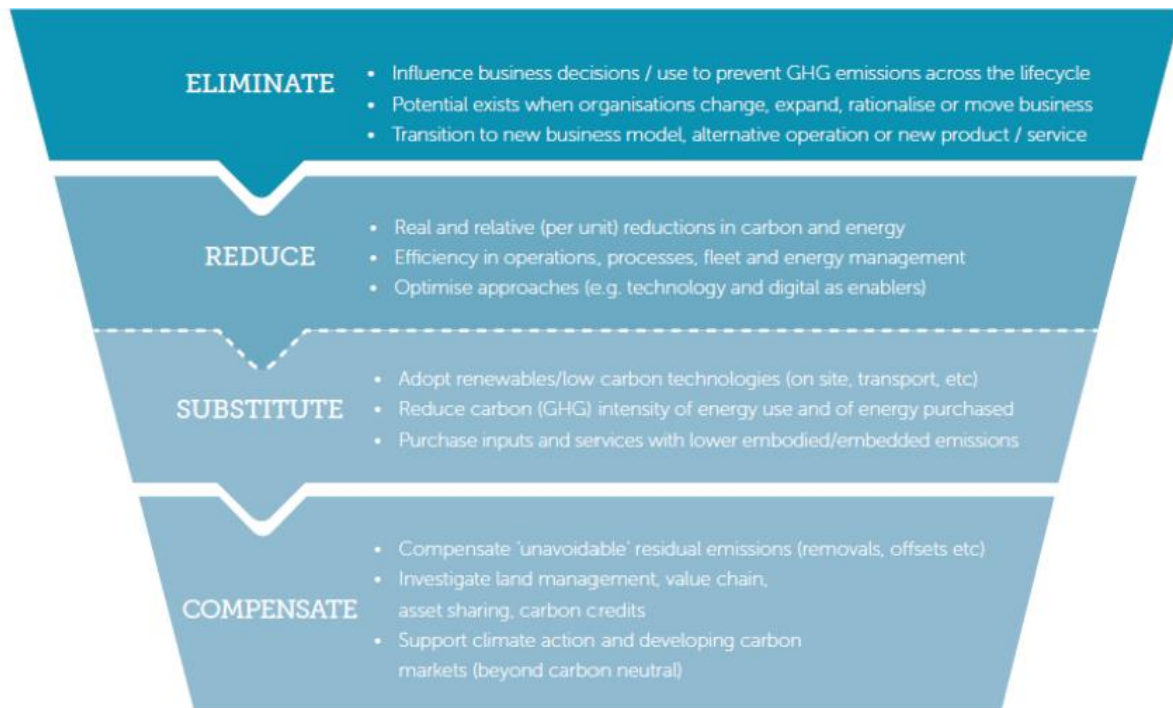 ELIMINATE
• Influence business decisions / use to prevent GHG emissions across the lifecycle
• Potential exists when organisations change, expand, rationalise or move business
• Transition to new business model, alternative operation or new product / service
REDUCE
• Real and relative (per unit) reductions in carbon and energy
• Efficiency in operations, processes, fleet and energy management
• Optimise approaches (e.g. technology and digital as enablers)
SUBSTITUTE
• Adopt renewables/low carbon technologies (on site, transport, etc)
• Reduce carbon (GHG) intensity of energy use and of energy purchased
• Purchase inputs and services with lower embodied/embedded emissions
COMPENSATE
• Compensate 'unavoidable' residual emissions (removals, offsets etc)
• Investigate land management, value chain,
asset sharing, carbon credits
• Support climate action and developing carbon
markets (beyond carbon neutral)